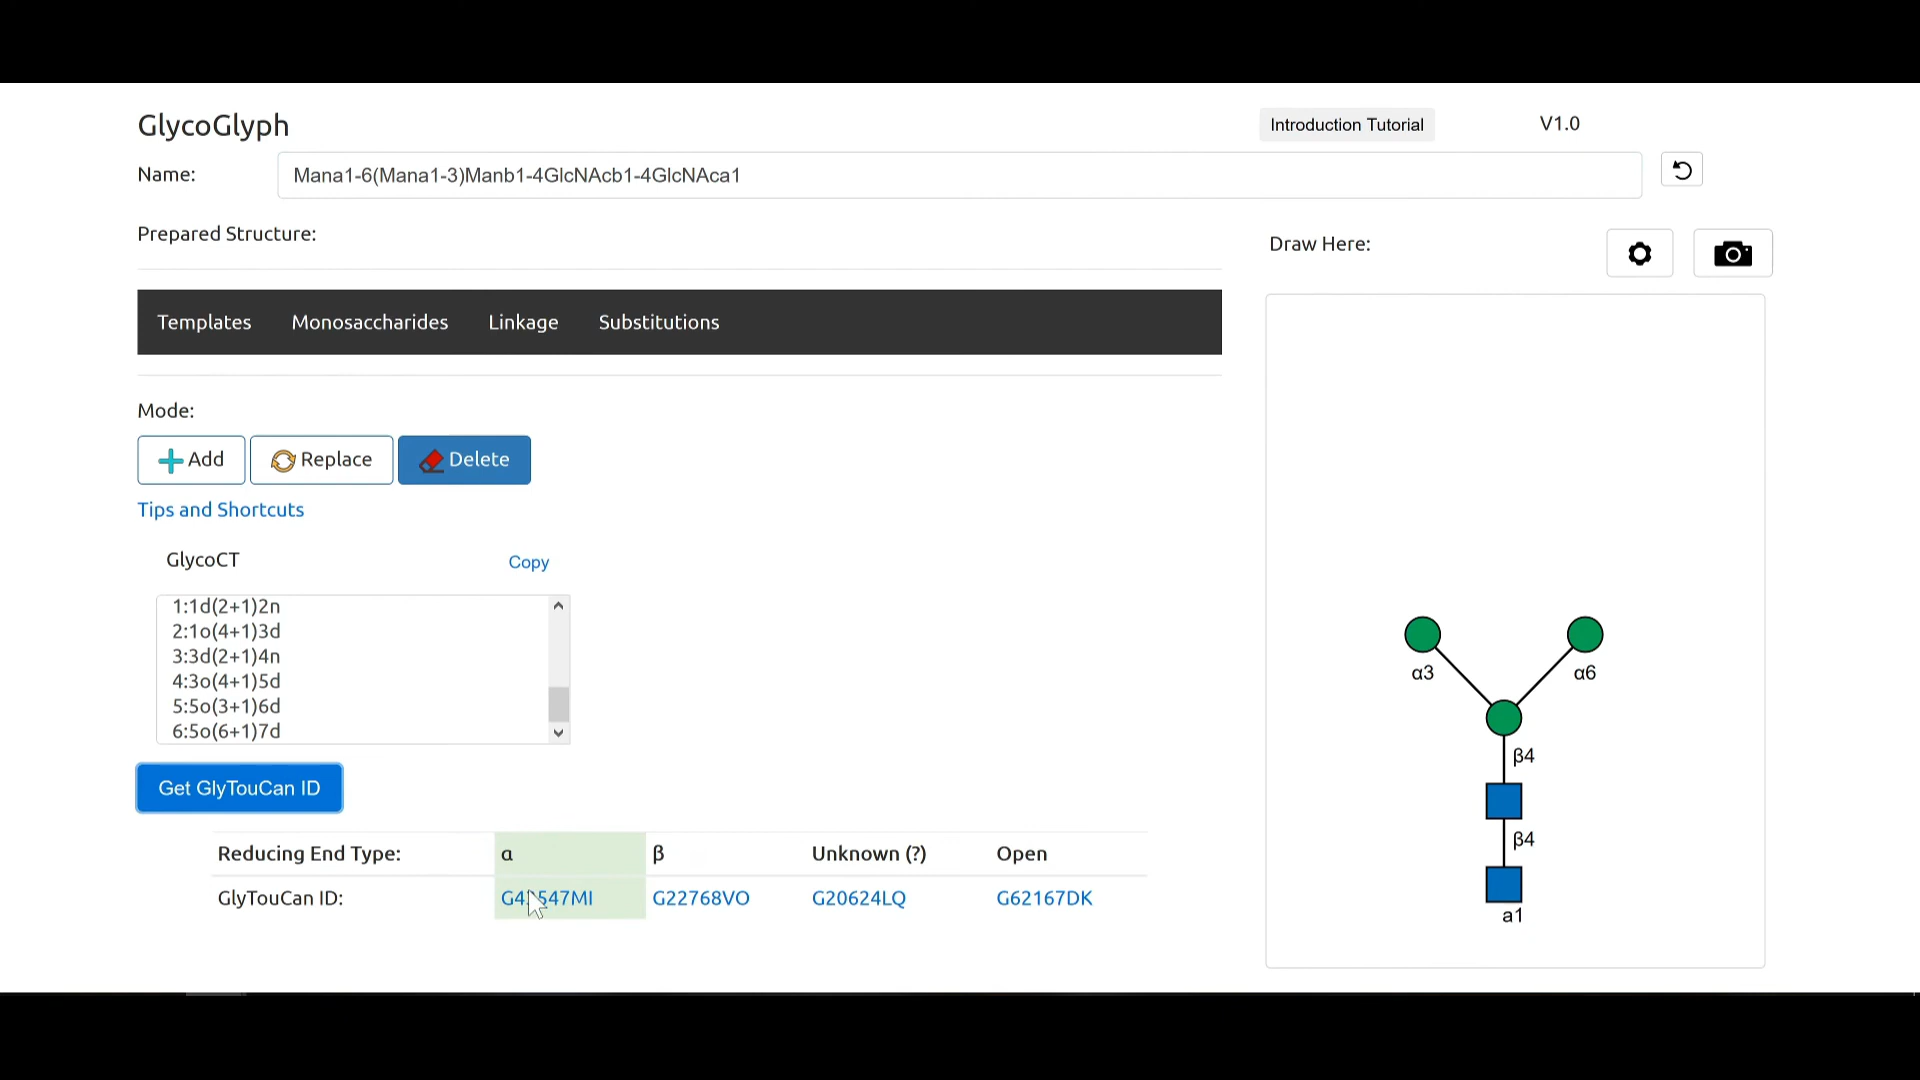 GlycoGlyph
Introduction Tutorial
V1.0
Name:
Mana1-6(Mana1-3)Manb1-4GlcNAcb1-4GlcNAca1
Prepared Structure:
Draw Here:
Templates Monosaccharides Linkage Substitutions
Mode:
Add Replace Delete
Tips and Shortcuts
GlycoCT
Copy
1:1d(2+1)2n
2:1o(4+1)3d
3:3d(2+1)4n
4:3o(4+1)5d
5:5o(3+1)6d
6:5o(6+1)7d
Get GlyTouCan ID
Reducing End Type: α β Unknown (?) Open
GlyTouCan ID: G22768VO G20624LQ G62167DK
α3 α6
β4
β4
a1